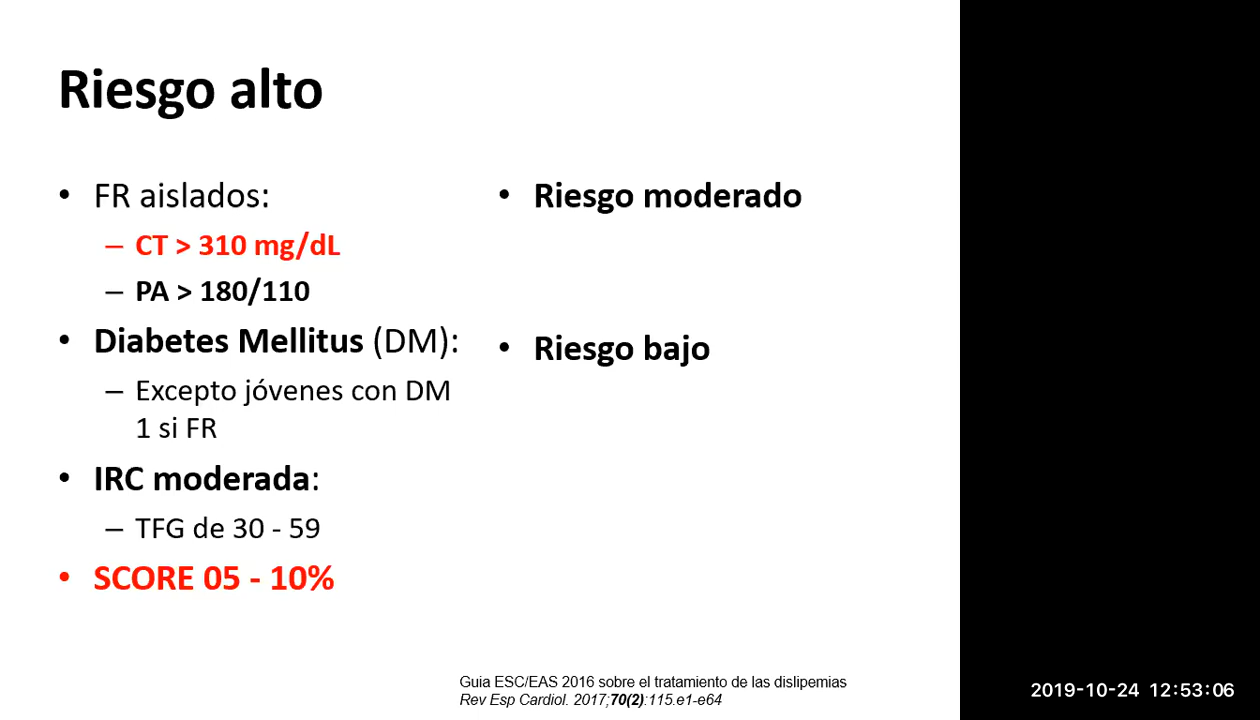 Riesgo alto
• FR aislados:
– CT > 310 mg/dL
– PA > 180/110
• Diabetes Mellitus (DM):
– Excepto jóvenes con DM
1 si FR
• IRC moderada:
– TFG de 30 - 59
• SCORE 05 - 10%
• Riesgo moderado
• Riesgo bajo
Guia ESC/EAS 2016 sobre el tratamiento de las dislipemias
Rev Esp Cardiol. 2017;70(2):115.e1-e64
2019-10-24 12:53:06